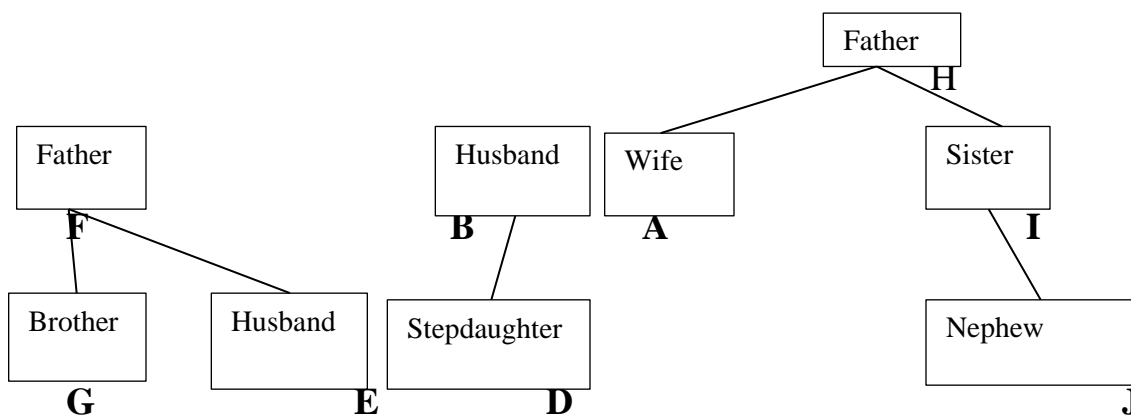 Father
H
Father
Husband
Wife
Sister
F
B
A
I
Brother
Husband
Stepdaughter
Nephew
G
E
D
J